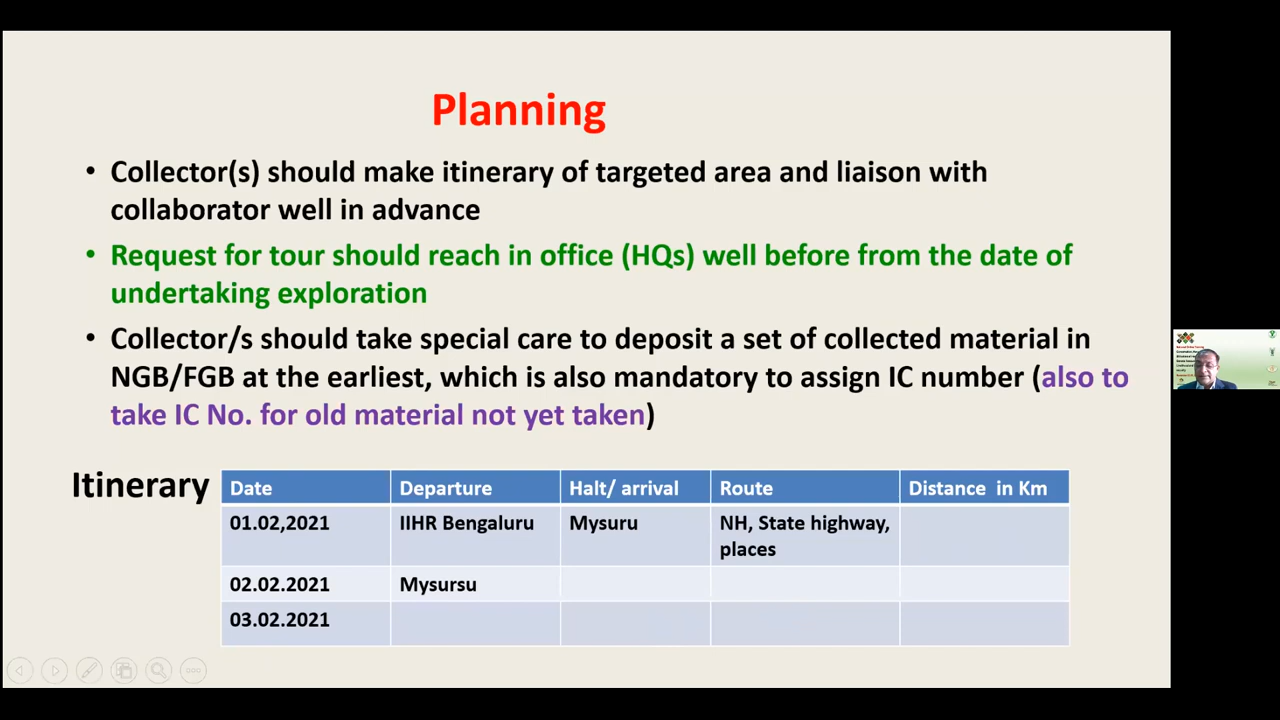 Planning
• Collector(s) should make itinerary of targeted area and liaison with
collaborator well in advance
• Request for tour should reach in office (HQs) well before from the date of
undertaking exploration
• Collector/s should take special care to deposit a set of collected material in
NGB/FGB at the earliest, which is also mandatory to assign IC number (also to
take IC No. for old material not yet taken)
Itinerary
Date Departure Halt/ arrival Route Distance in Km
01.02,2021 IIHR Bengaluru Mysuru NH, State highway,
places
02.02.2021 Mysursu
03.02.2021